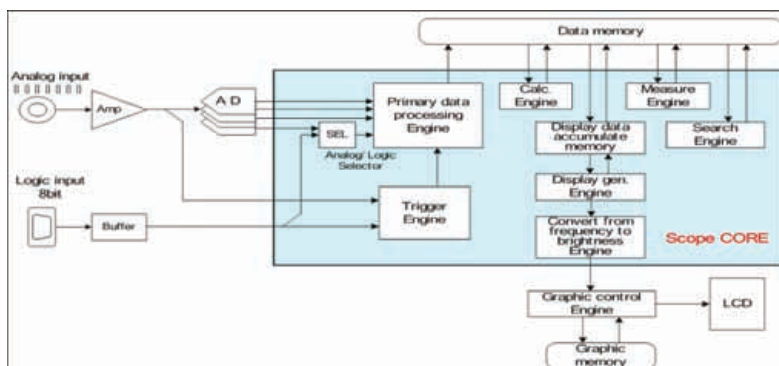 Data memory
Analog input
Amp
A D
Primary data
processing
Engine
SEL
Analog/ Logic
Selector
Calc.
Engine
Measure
Engine
Display data
accumulate
memory
Search
Engine
Logic input
8bit
Buffer
Trigger
Engine
Display gen.
Engine
Convert from
frequency to
brightness
Engine
Scope CORE
Graphic control
Engine
LCD
Graphic
memory